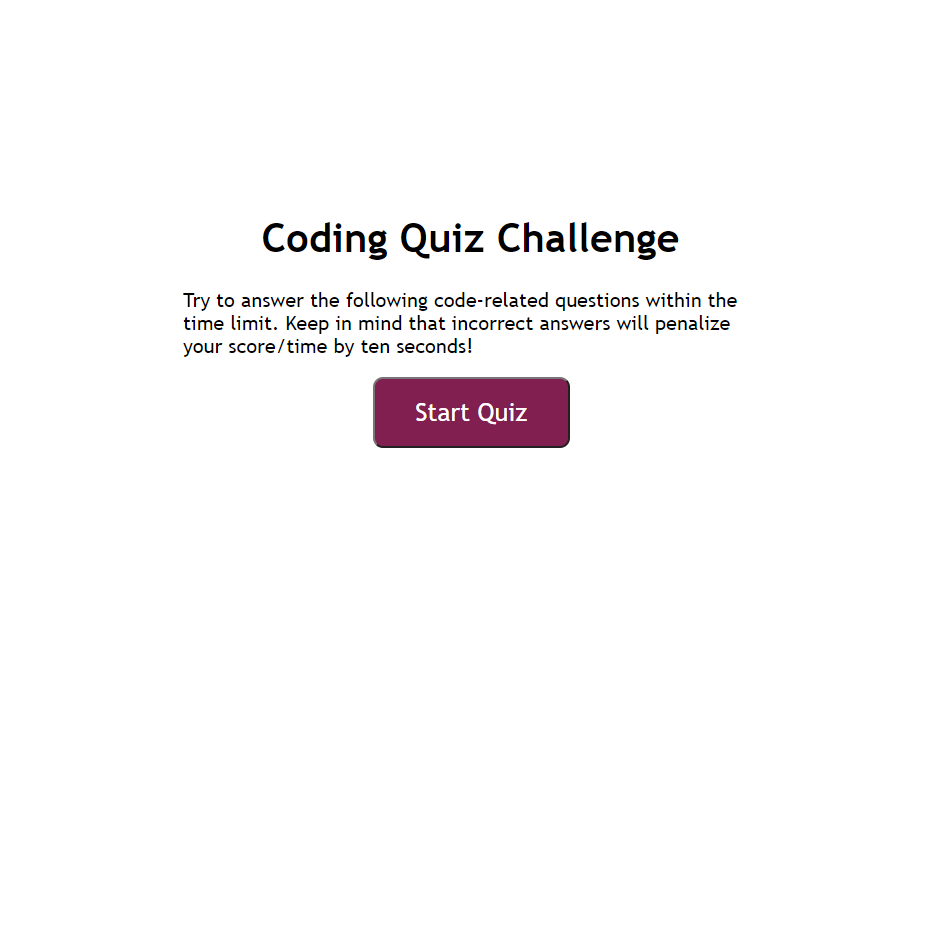 Coding Quiz Challenge
Try to answer the following code-related questions within the
time limit. Keep in mind that incorrect answers will penalize
your score/time by ten seconds!
Start Quiz